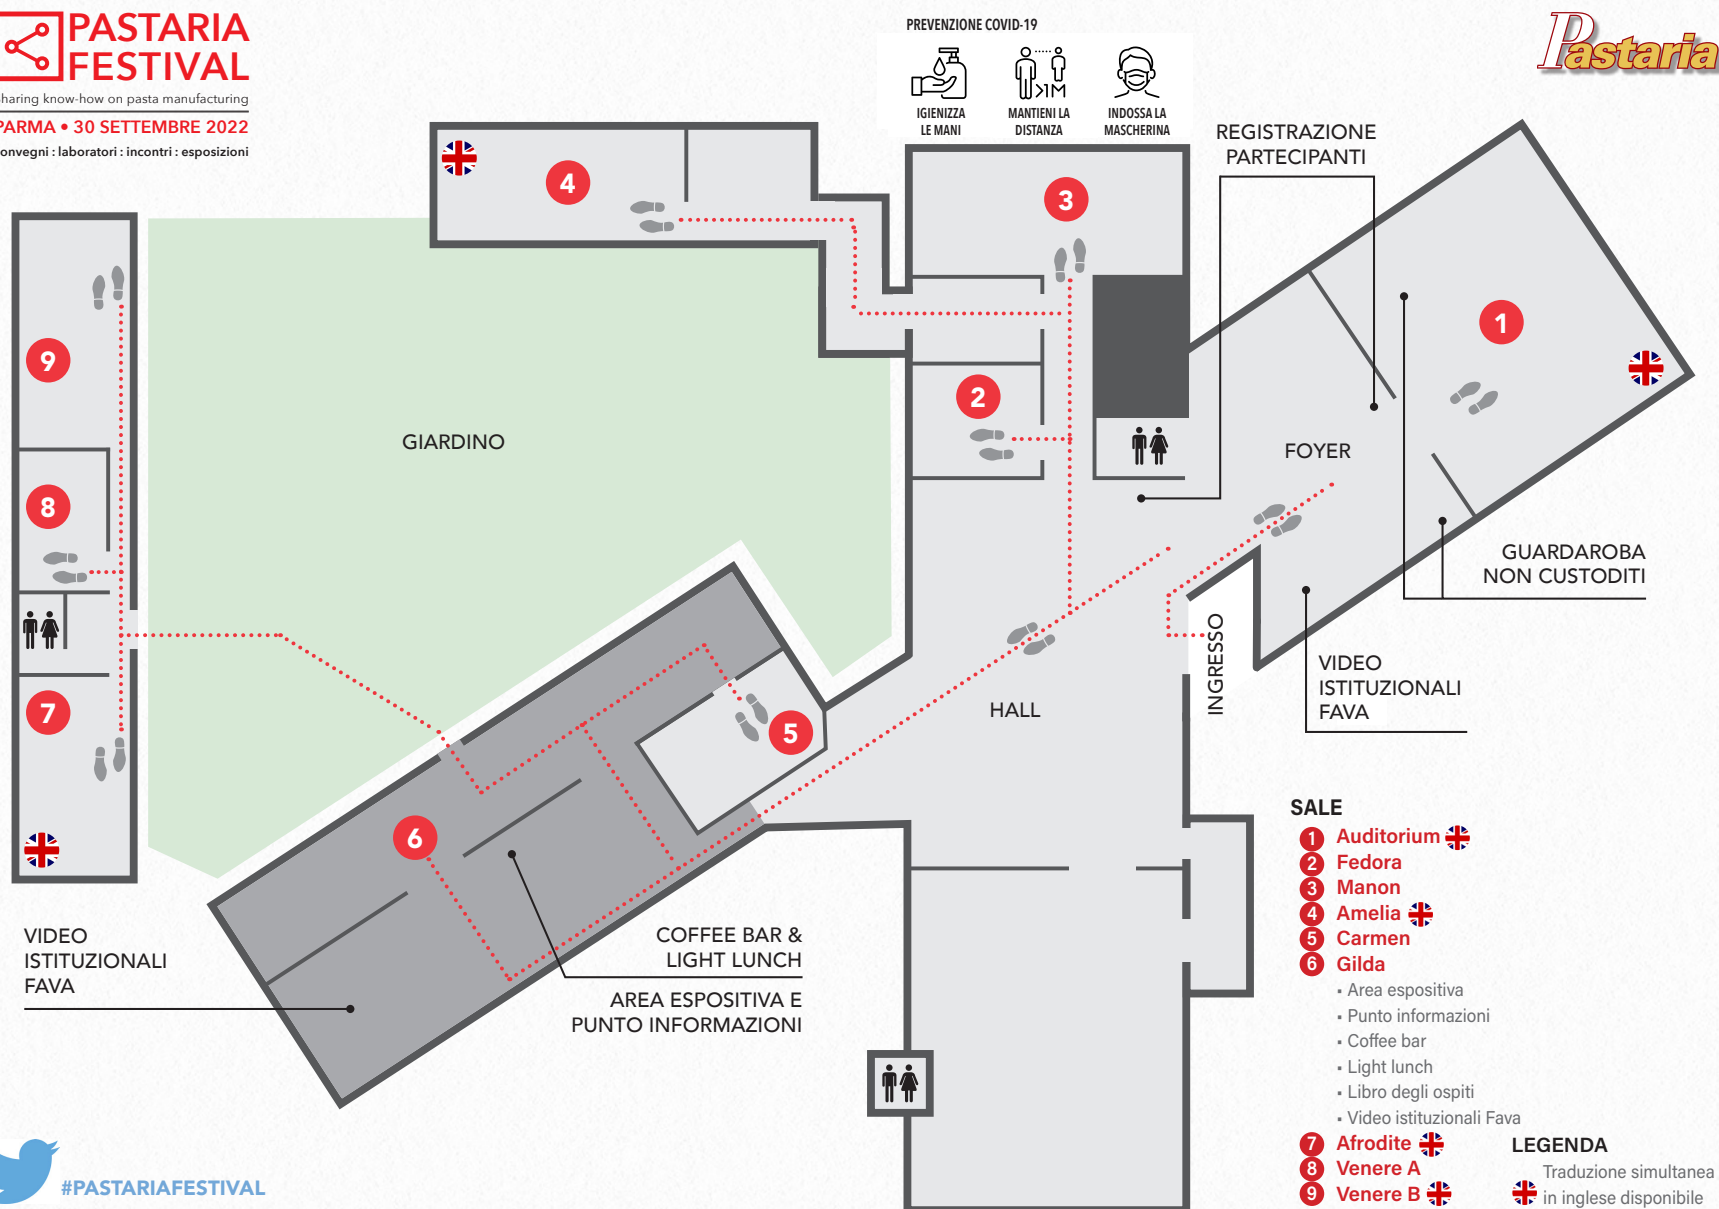 PASTARIA
FESTIVAL
sharing know-how on pasta manufacturing
PARMA • 30 SETTEMBRE 2022
convegni : laboratori : incontri : esposizioni
PREVENZIONE COVID-19
>1M
IGIENIZZA
LE MANI
MANTIENI LA
DISTANZA
INDOSSA LA
MASCHERINA
Pastaria
REGISTRAZIONE
PARTECIPANTI
4
3
1
9
2
8
GIARDINO
FOYER
GUARDAROBA
NON CUSTODITI
INGRESSO
VIDEO
ISTITUZIONALI
FAVA
HALL
7
5
6
VIDEO
ISTITUZIONALI
FAVA
COFFEE BAR &
LIGHT LUNCH
AREA ESPOSITIVA E
PUNTO INFORMAZIONI
SALE
1 Auditorium
2 Fedora
3 Manon
4 Amelia
5 Carmen
6 Gilda
▪ Area espositiva
▪ Punto informazioni
▪ Coffee bar
▪ Light lunch
▪ Libro degli ospiti
▪ Video istituzionali Fava
7 Afrodite
8 Venere A
9 Venere B
LEGENDA
Traduzione simultanea
in inglese disponibile
#PASTARIAFESTIVAL